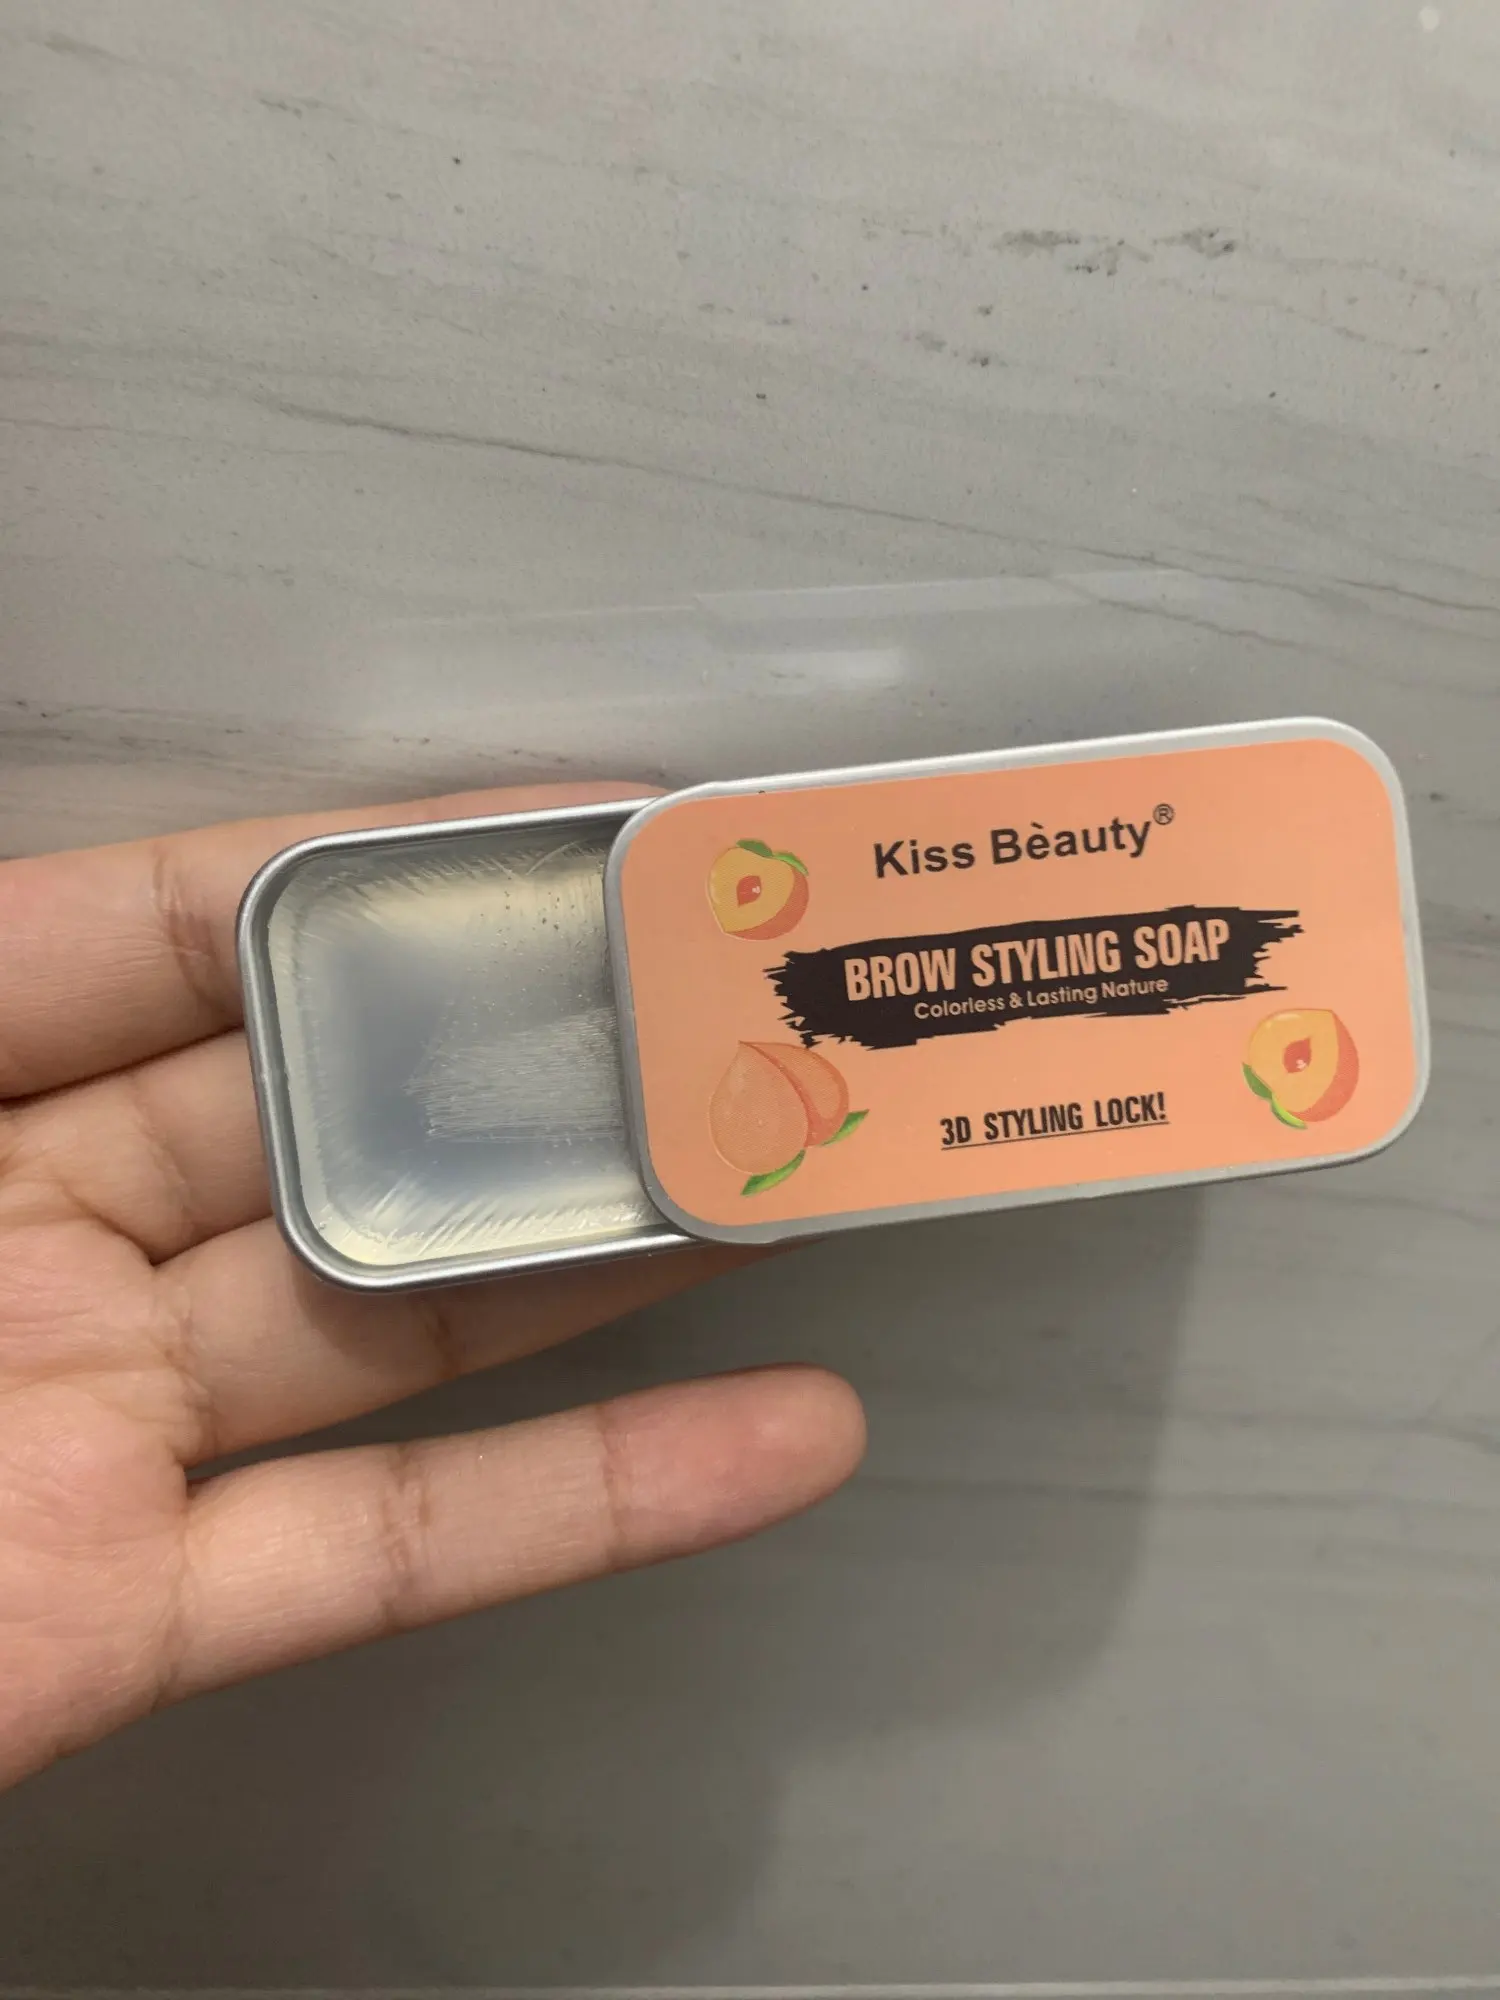 Kiss Bèauty®
BROW STYLING SOAP
Colorless & Lasting Nature
3D STYLING LOCK!